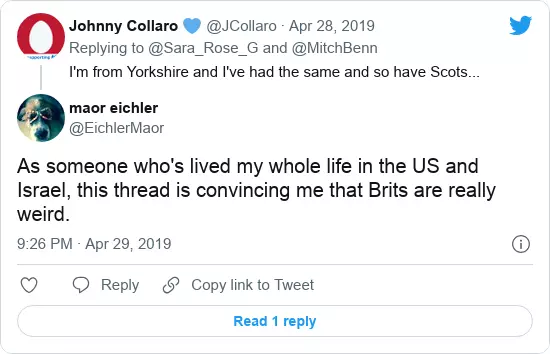 Johnny Collaro 💙 @JCollaro · Apr 28, 2019
Replying to @Sara_Rose_G and @MitchBenn
I'm from Yorkshire and I've had the same and so have Scots...
maor eichler
@EichlerMaor
As someone who's lived my whole life in the US and
Israel, this thread is convincing me that Brits are really
weird.
9:26 PM · Apr 29, 2019
Reply
Copy link to Tweet
Read 1 reply